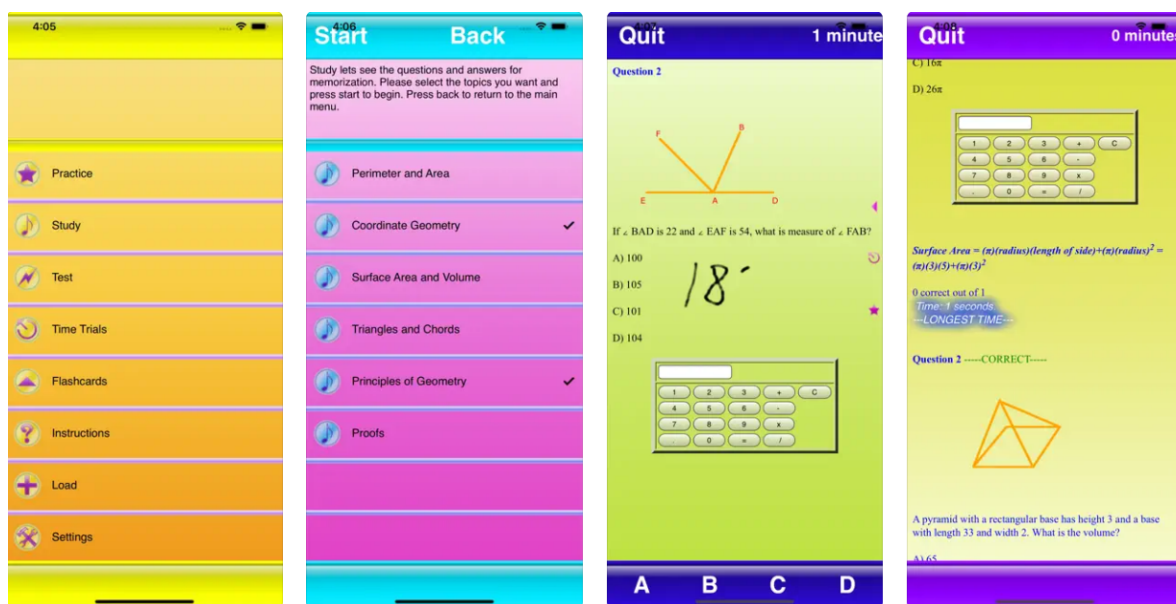 4:05
Practice
Study
Test
Time Trials
Flashcards
Instructions
Load
Settings
4:06
Start Back
Study lets see the questions and answers for
memorization. Please select the topics you want and
press start to begin. Press back to return to the main
menu.
Perimeter and Area
Coordinate Geometry
Surface Area and Volume
Triangles and Chords
Principles of Geometry
Proofs
4:07
Quit 1 minute
Question 2
F B
E A D
If ∠ BAD is 22 and ∠ EAF is 54, what is measure of ∠ FAB?
A) 100
B) 105
C) 101
D) 104
18
1 2 3 + C
4 5 6 -
7 8 9 x
. 0 = /
A B C D
4:08
Quit 0 minutes
C) 16π
D) 26π
1 2 3 + C
4 5 6 -
7 8 9 x
. 0 = /
Surface Area = (π)(radius)(length of side)+(π)(radius)² =
(π)(3)(5)+(π)(3)²
0 correct out of 1
Time: 1 seconds
---LONGEST TIME---
Question 2 -----CORRECT-----
A pyramid with a rectangular base has height 3 and a base
with length 33 and width 2. What is the volume?
A) 65